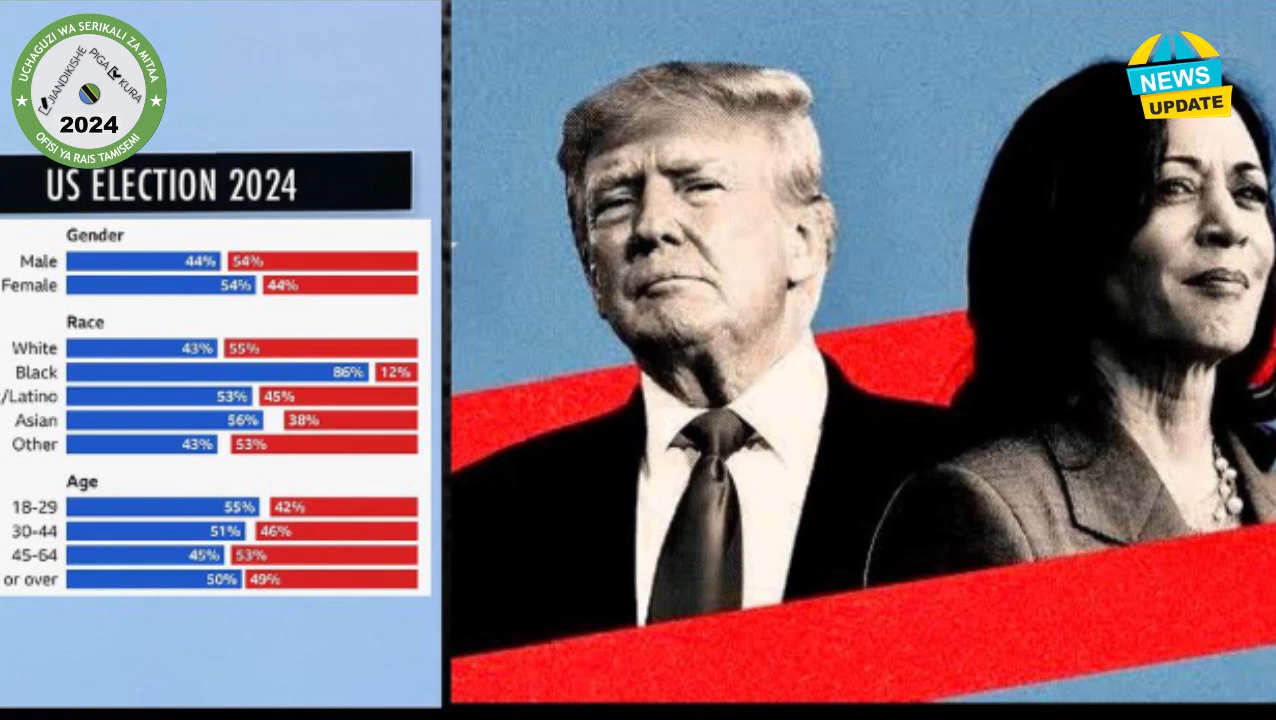 UCHAGUZI WA SERIKALI ZA MITAA
JIANDIKISHE PIGA KURA
2024
OFISI YA RAIS TAMISEMI
NEWS
UPDATE
US ELECTION 2024
Gender
Male 44% 54%
Female 54% 44%
Race
White 43% 55%
Black 86% 12%
/Latino 53% 45%
Asian 56% 38%
Other 43% 53%
Age
18-29 55% 42%
30-44 51% 46%
45-64 45% 53%
or over 50% 49%